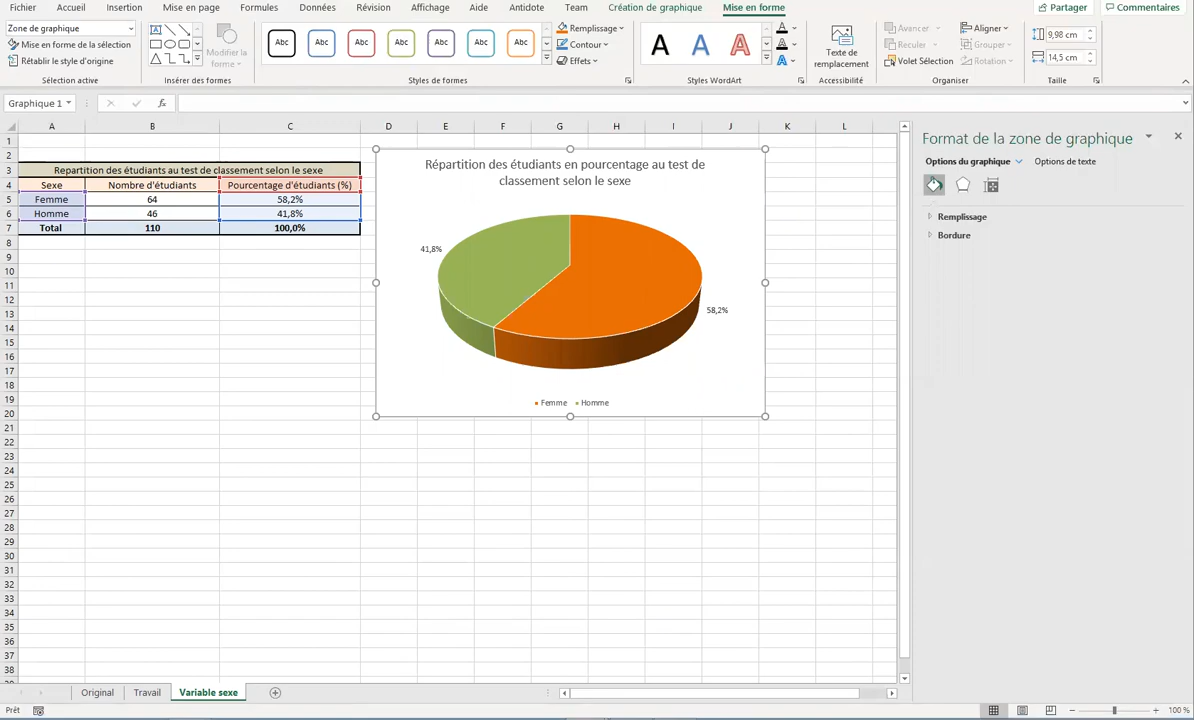 Fichier Accueil Insertion Mise en page Formules Données Révision Affichage Aide Antidote Team Création de graphique Mise en forme Partager Commentaires
Zone de graphique
Mise en forme de la sélection
Rétablir le style d'origine
Sélection active
Modifier la
forme
Insérer des formes
Abc Abc Abc Abc Abc Abc Abc
Styles de formes
Remplissage
Contour
Effets
A A A
Styles WordArt
Texte de
remplacement
Accessibilité
Avancer
Reculer
Volet Sélection
Aligner
Grouper
Rotation
Organiser
9,98 cm
14,5 cm
Taille
Graphique 1
fx
A B C D E F G H I J K L
1
2
3 Repartition des étudiants au test de classement selon le sexe
4 Sexe Nombre d'étudiants Pourcentage d'étudiants (%)
5 Femme 64 58,2%
6 Homme 46 41,8%
7 Total 110 100,0%
8
9
10
11
12
13
14
15
16
17
18
19
20
21
22
23
24
25
26
27
28
29
30
31
32
33
34
35
36
37
38
Répartition des étudiants en pourcentage au test de
classement selon le sexe
41,8%
58,2%
Femme Homme
Format de la zone de graphique
Options du graphique Options de texte
Remplissage
Bordure
Original Travail Variable sexe
Prêt
100 %